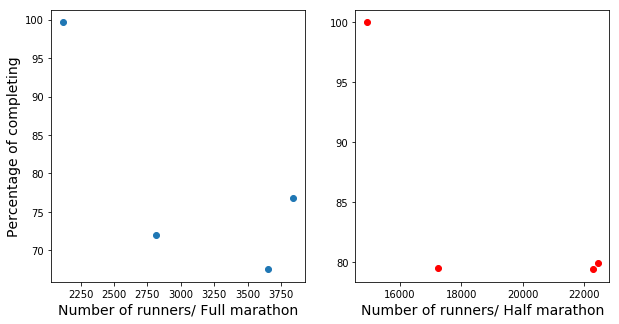 Percentage of completing
100
95
90
85
80
75
70
2250 2500 2750 3000 3250 3500 3750
Number of runners/ Full marathon
100
95
90
85
80
16000 18000 20000 22000
Number of runners/ Half marathon